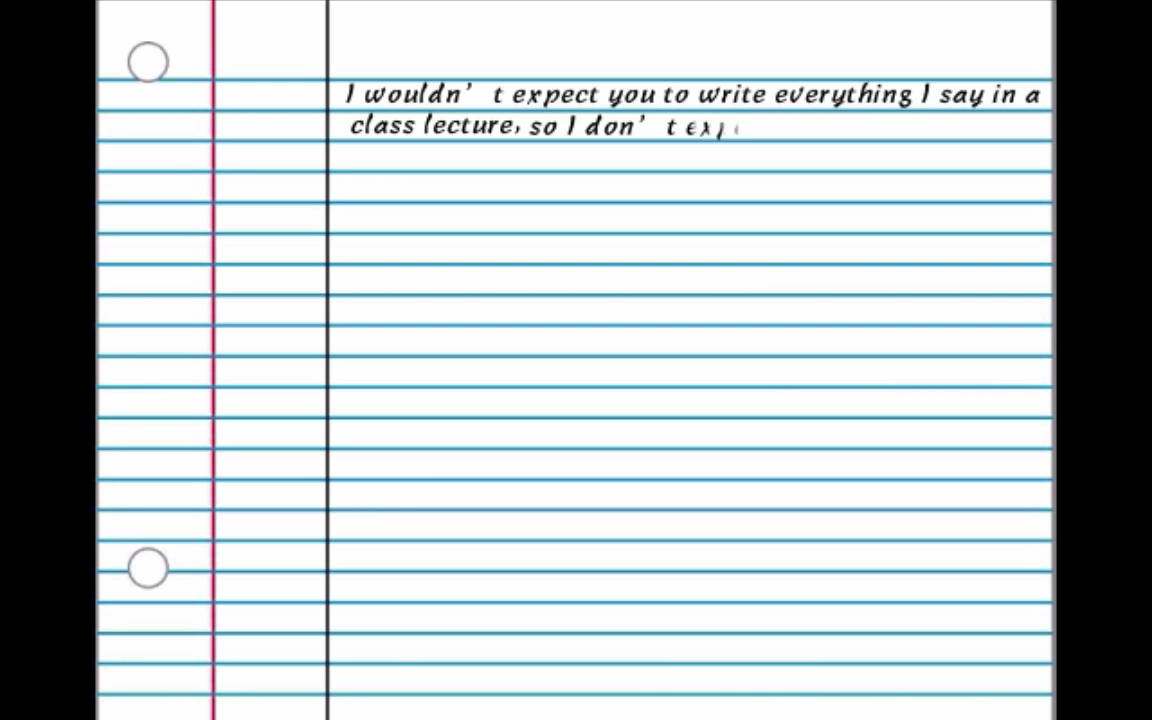 I wouldn't expect you to write everything I say in a
class lecture, so I don't